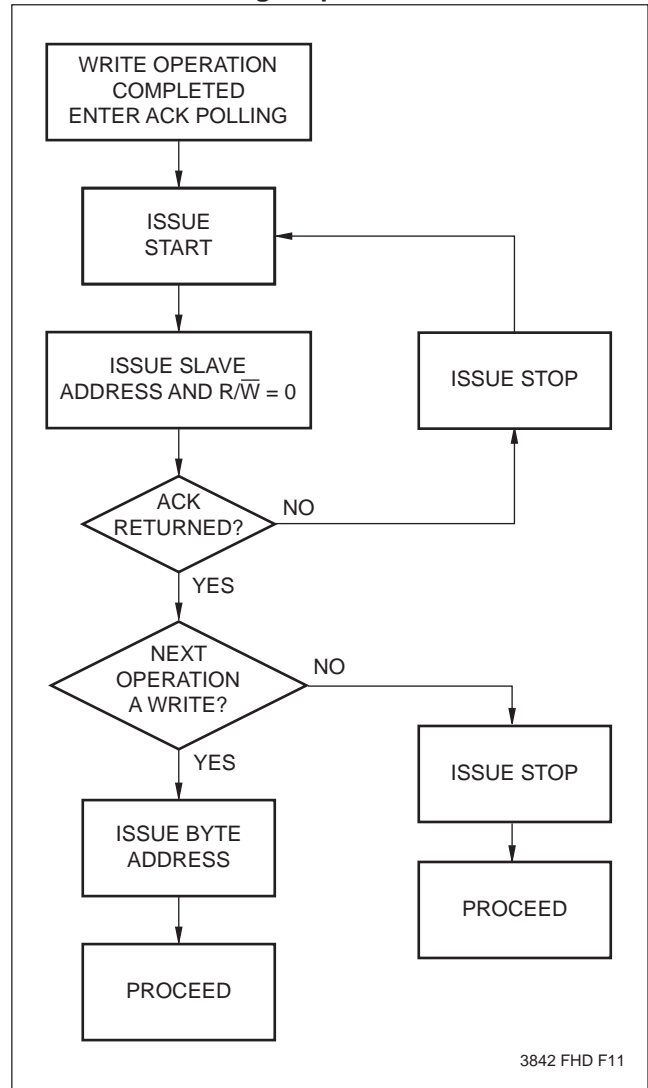 WRITE OPERATION
COMPLETED
ENTER ACK POLLING
ISSUE
START
ISSUE SLAVE
ADDRESS AND R/W̅ = 0
ISSUE STOP
ACK
RETURNED?
NO
YES
NEXT
OPERATION
A WRITE?
NO
YES
ISSUE STOP
ISSUE BYTE
ADDRESS
PROCEED
PROCEED
3842 FHD F11